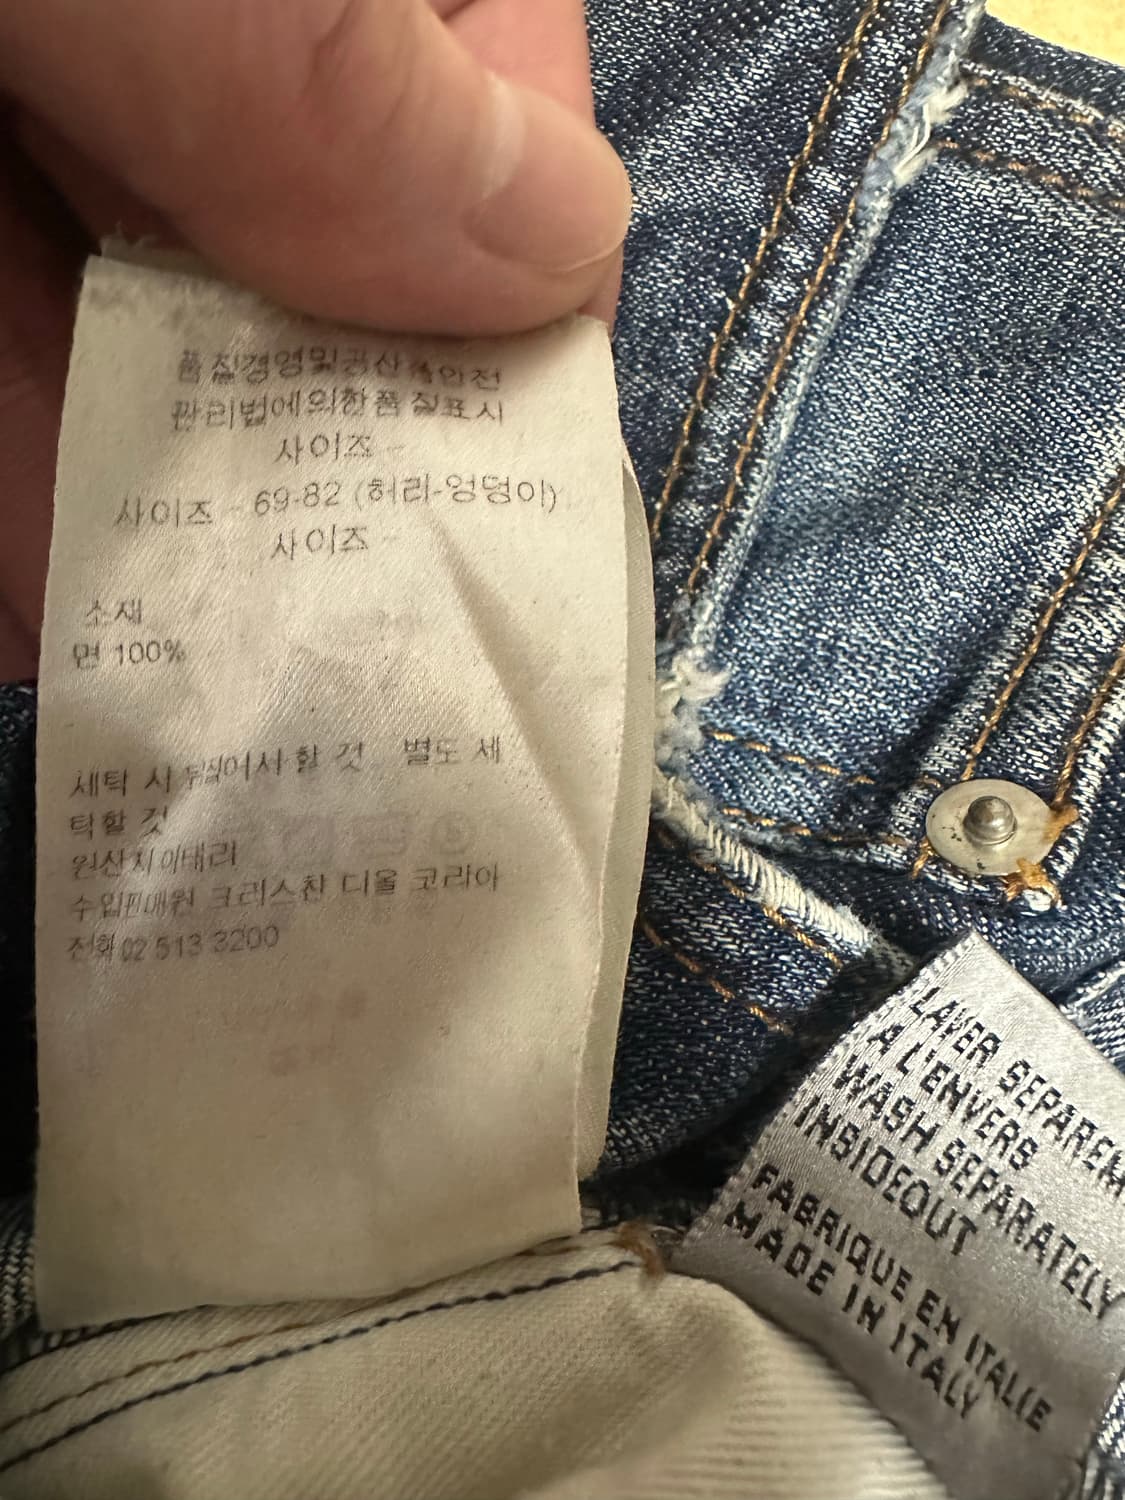 품질경영및공산품안전
관리법에의한품질표시
사이즈 -
사이즈 - 69-82 (허리-엉덩이)
사이즈 -
소재
면 100%
세탁 시 뒤집어서 할 것 별도 세
탁할 것
원산지이태리
수입판매원 크리스챤 디올 코리아
전화 02 513 3200
LAVER SEPAREM
A L'ENVERS
WASH SEPARATELY
INSIDEOUT
FABRIQUE EN ITALIE
MADE IN ITALY